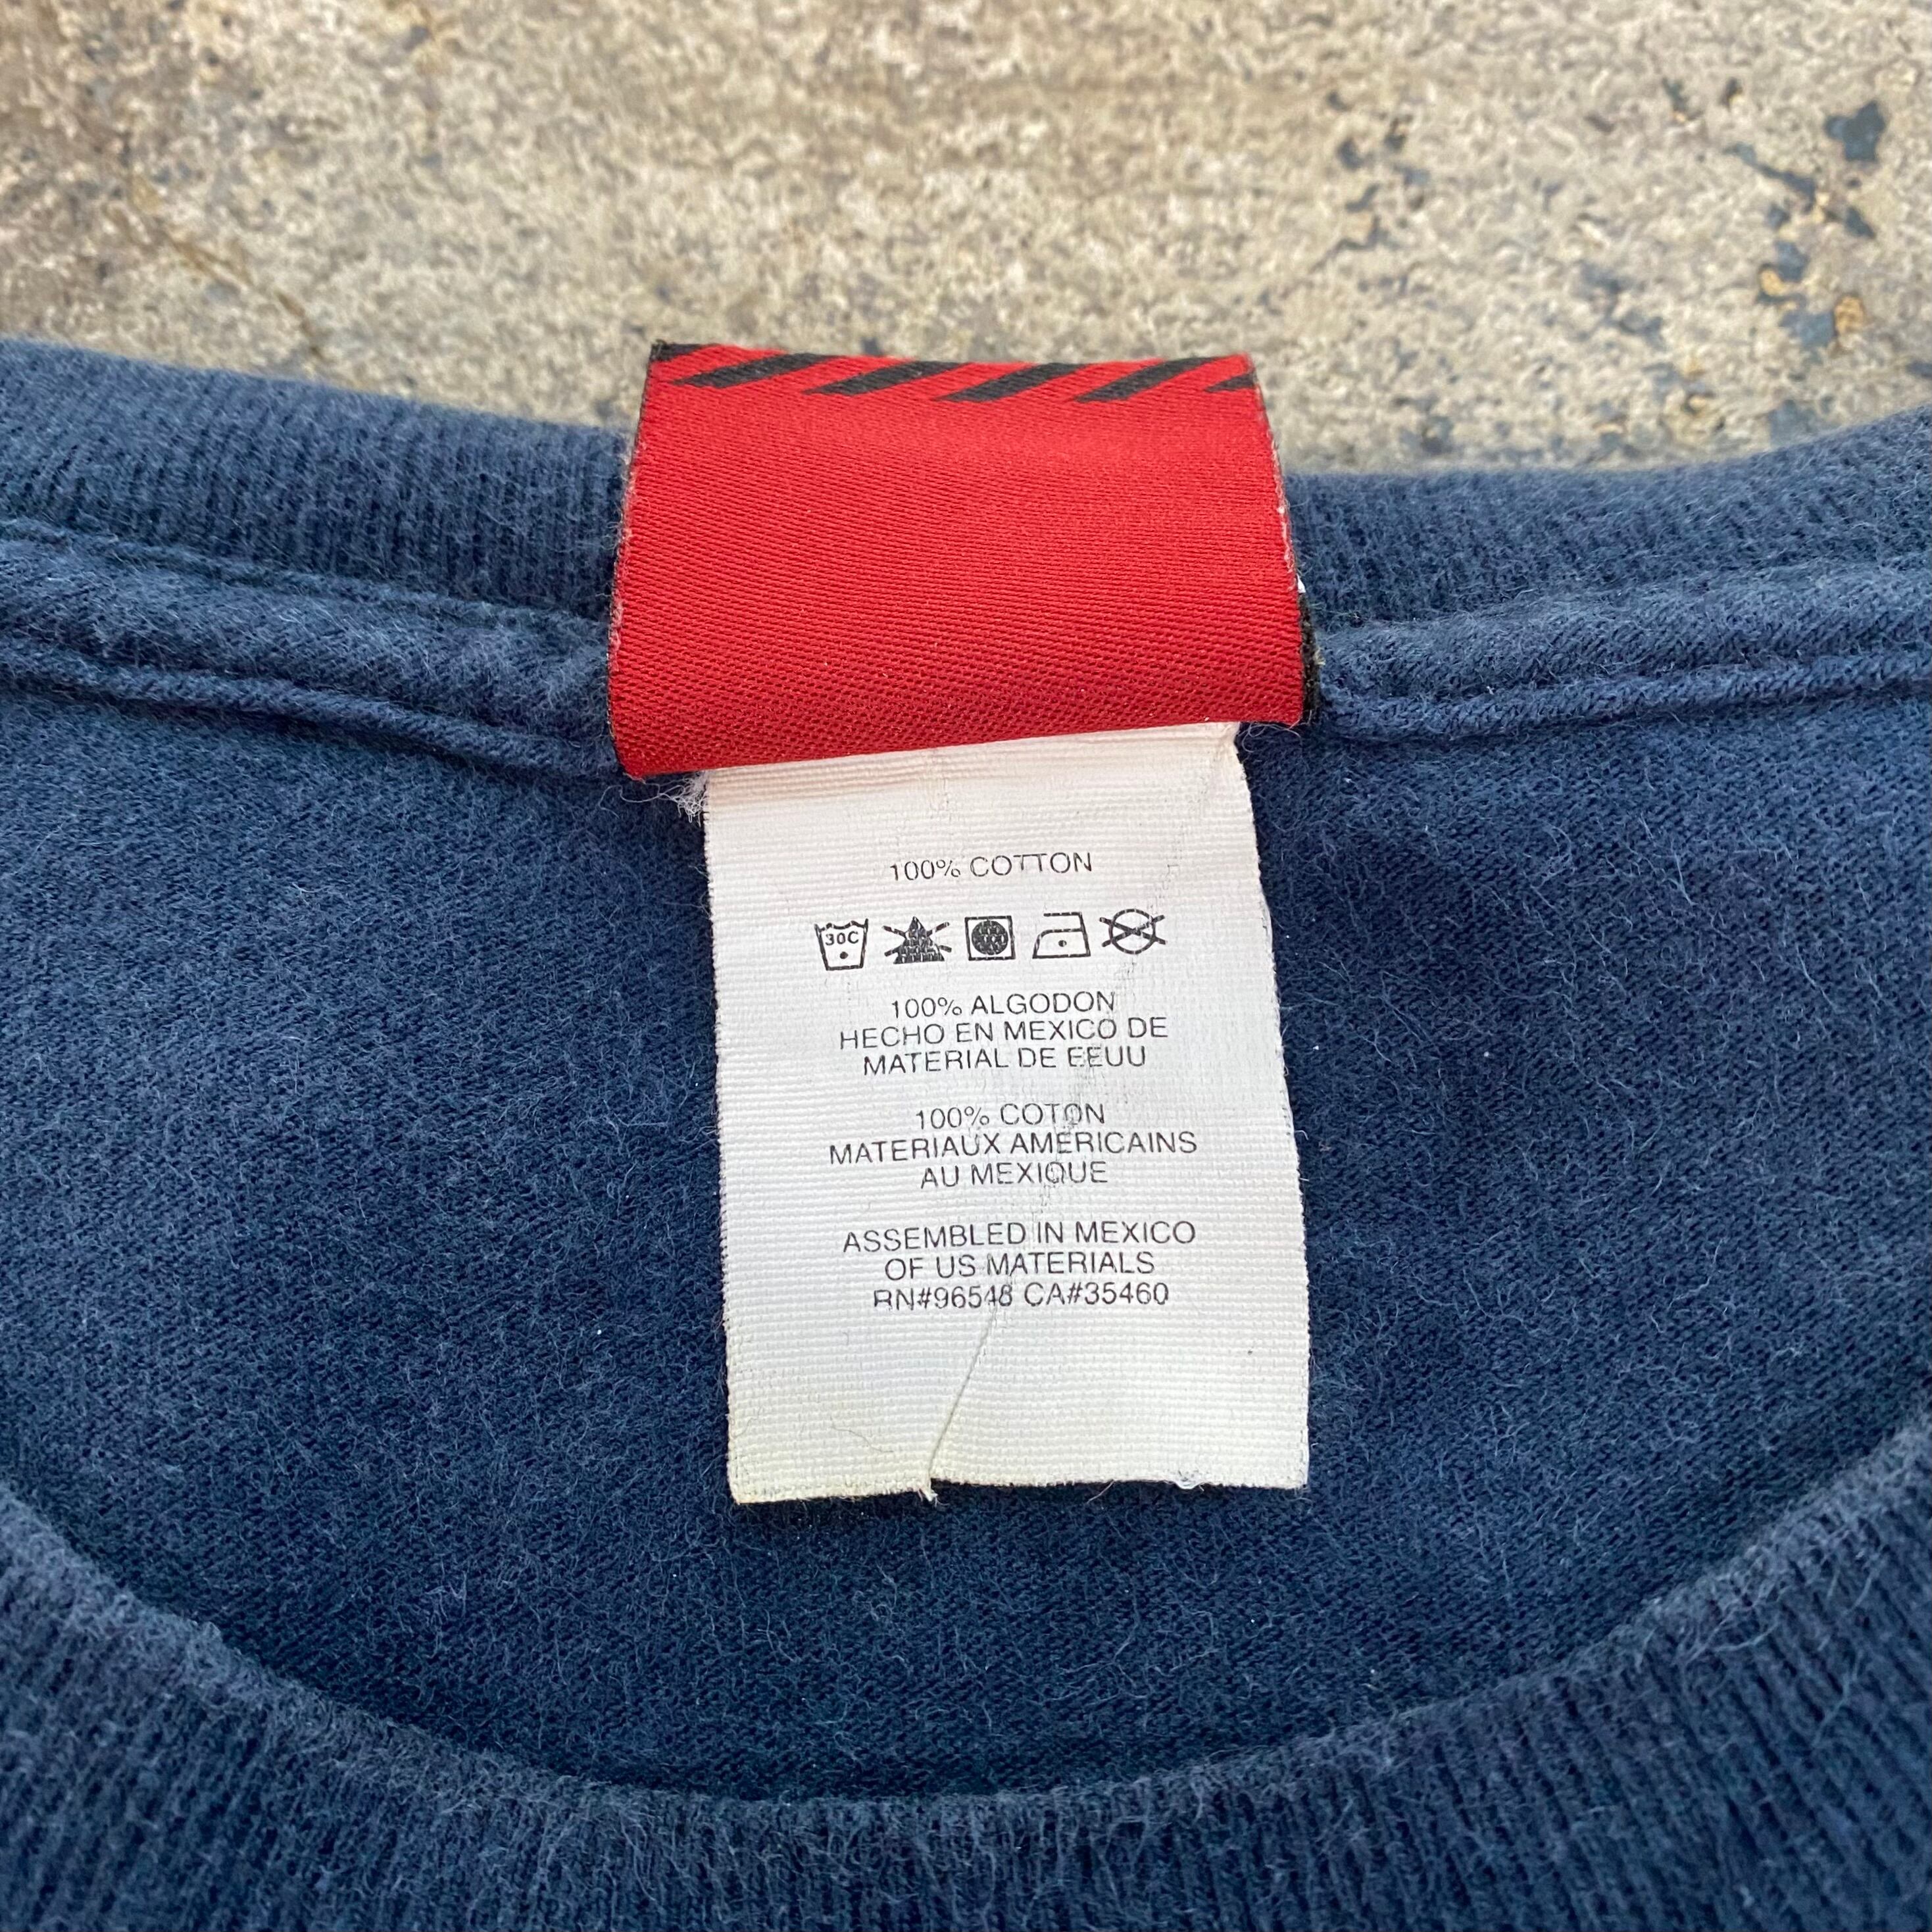 100% COTTON
30C
100% ALGODON
HECHO EN MEXICO DE
MATERIAL DE EEUU
100% COTON
MATERIAUX AMERICAINS
AU MEXIQUE
ASSEMBLED IN MEXICO
OF US MATERIALS
RN#96548 CA#35460